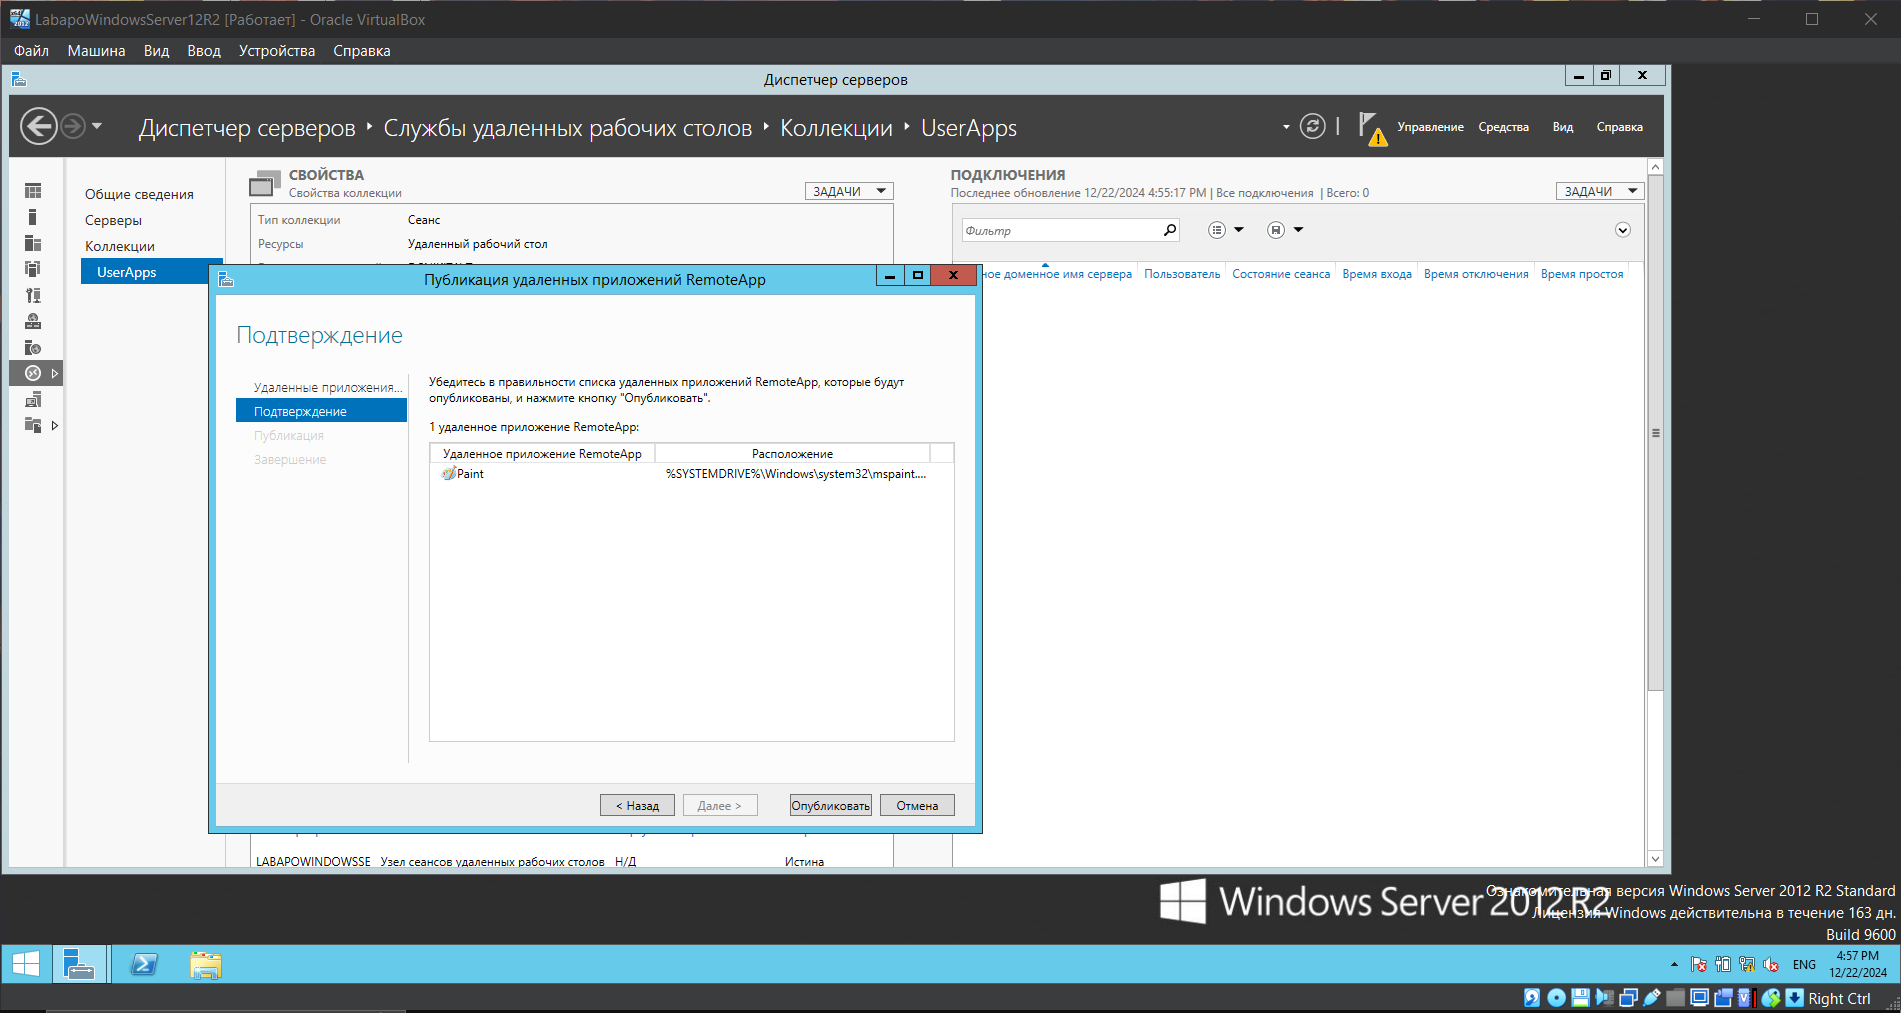 LabapoWindowsServer12R2 [Работает] - Oracle VirtualBox
Файл Машина Вид Ввод Устройства Справка
Диспетчер серверов
Диспетчер серверов Службы удаленных рабочих столов Коллекции UserApps
Управление Средства Вид Справка
Общие сведения
Серверы
Коллекции
UserApps
СВОЙСТВА
Свойства коллекции
ЗАДАЧИ
Тип коллекции Сеанс
Ресурсы Удаленный рабочий стол
ПОДКЛЮЧЕНИЯ
Последнее обновление 12/22/2024 4:55:17 PM | Все подключения | Всего: 0
ЗАДАЧИ
Фильтр
ное доменное имя сервера Пользователь Состояние сеанса Время входа Время отключения Время простоя
Публикация удаленных приложений RemoteApp
Подтверждение
Удаленные приложения...
Подтверждение
Публикация
Завершение
Убедитесь в правильности списка удаленных приложений RemoteApp, которые будут
опубликованы, и нажмите кнопку "Опубликовать".
1 удаленное приложение RemoteApp:
Удаленное приложение RemoteApp Расположение
Paint %SYSTEMDRIVE%\Windows\system32\mspaint....
< Назад Далее > Опубликовать Отмена
LABAPOWINDOWSSE Узел сеансов удаленных рабочих столов Н/Д Истина
Windows Server 2012 R2
Ознакомительная версия Windows Server 2012 R2 Standard
Лицензия Windows действительна в течение 163 дн.
Build 9600
ENG
4:57 PM
12/22/2024
Right Ctrl